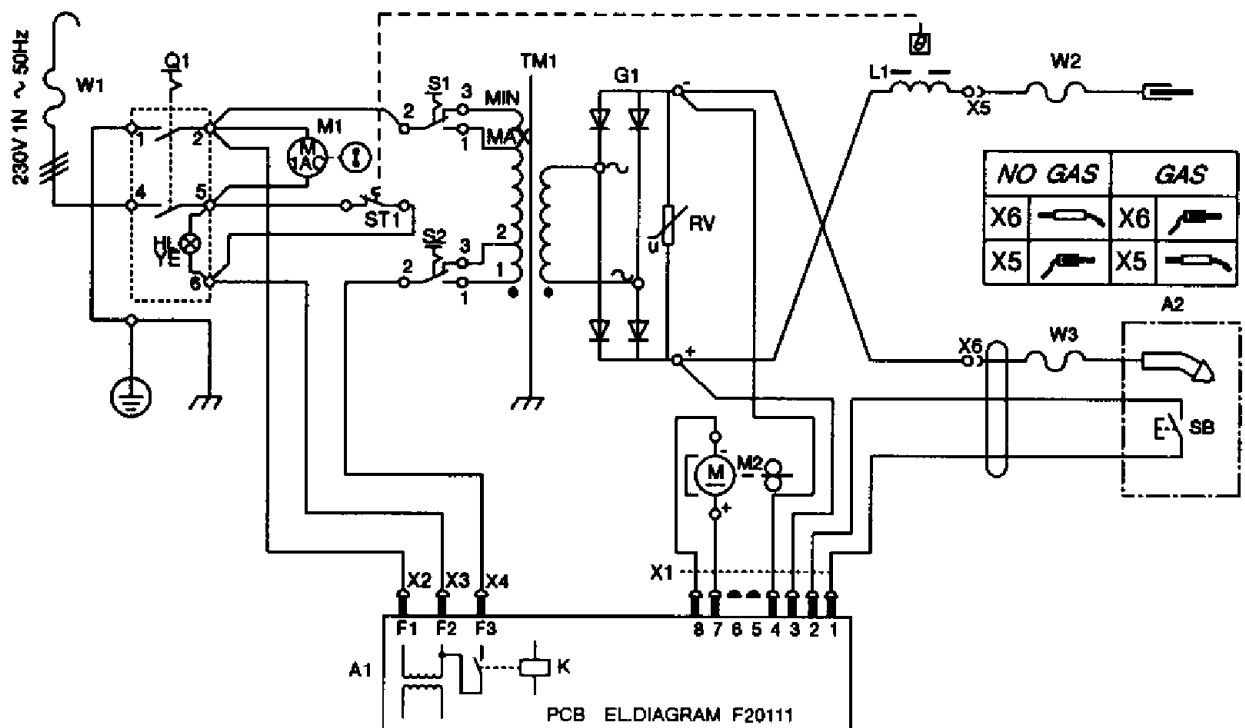 230V 1N ~ 50Hz
W1
Q1
1
2
4
5
6
HL
YE
M1
M
1AC
ST1
S1
2
3
1
MIN
MAX
TM1
S2
2
3
1
2
1
G1
-
+
u
RV
θ
L1
X5
W2
NO GAS GAS
X6 X6
X5 X5
A2
X6
W3
SB
M
-
+
M2
X1
X2 X3 X4
F1 F2 F3
8 7 6 5 4 3 2 1
A1
K
PCB EL.DIAGRAM F20111